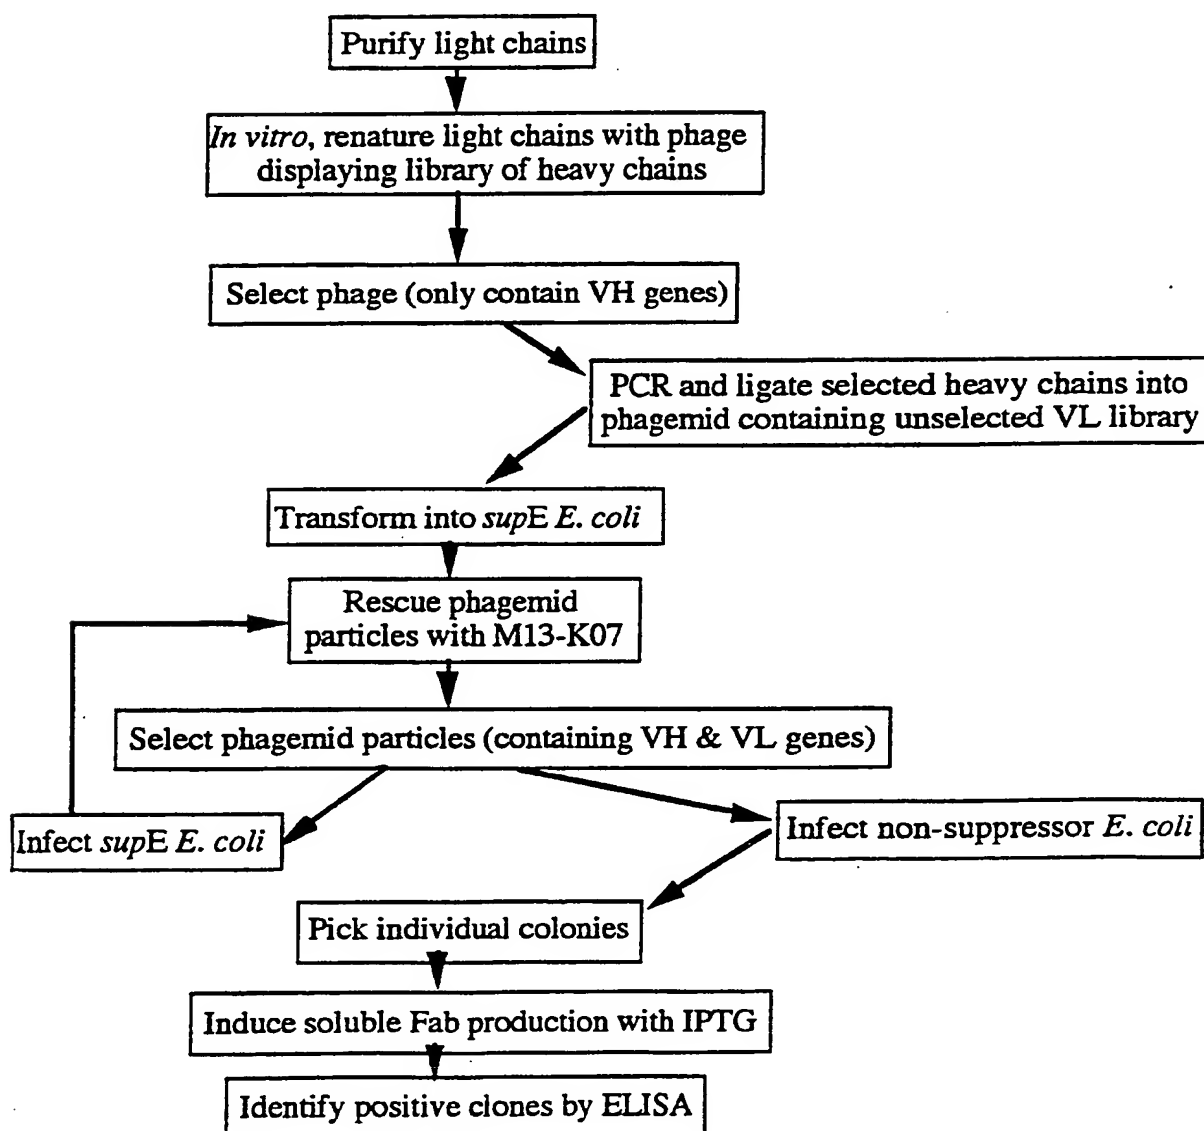 Purify light chains
In vitro, renature light chains with phage
displaying library of heavy chains
Select phage (only contain VH genes)
PCR and ligate selected heavy chains into
phagemid containing unselected VL library
Transform into supE E. coli
Rescue phagemid
particles with M13-K07
Select phagemid particles (containing VH & VL genes)
Infect supE E. coli
Infect non-suppressor E. coli
Pick individual colonies
Induce soluble Fab production with IPTG
Identify positive clones by ELISA